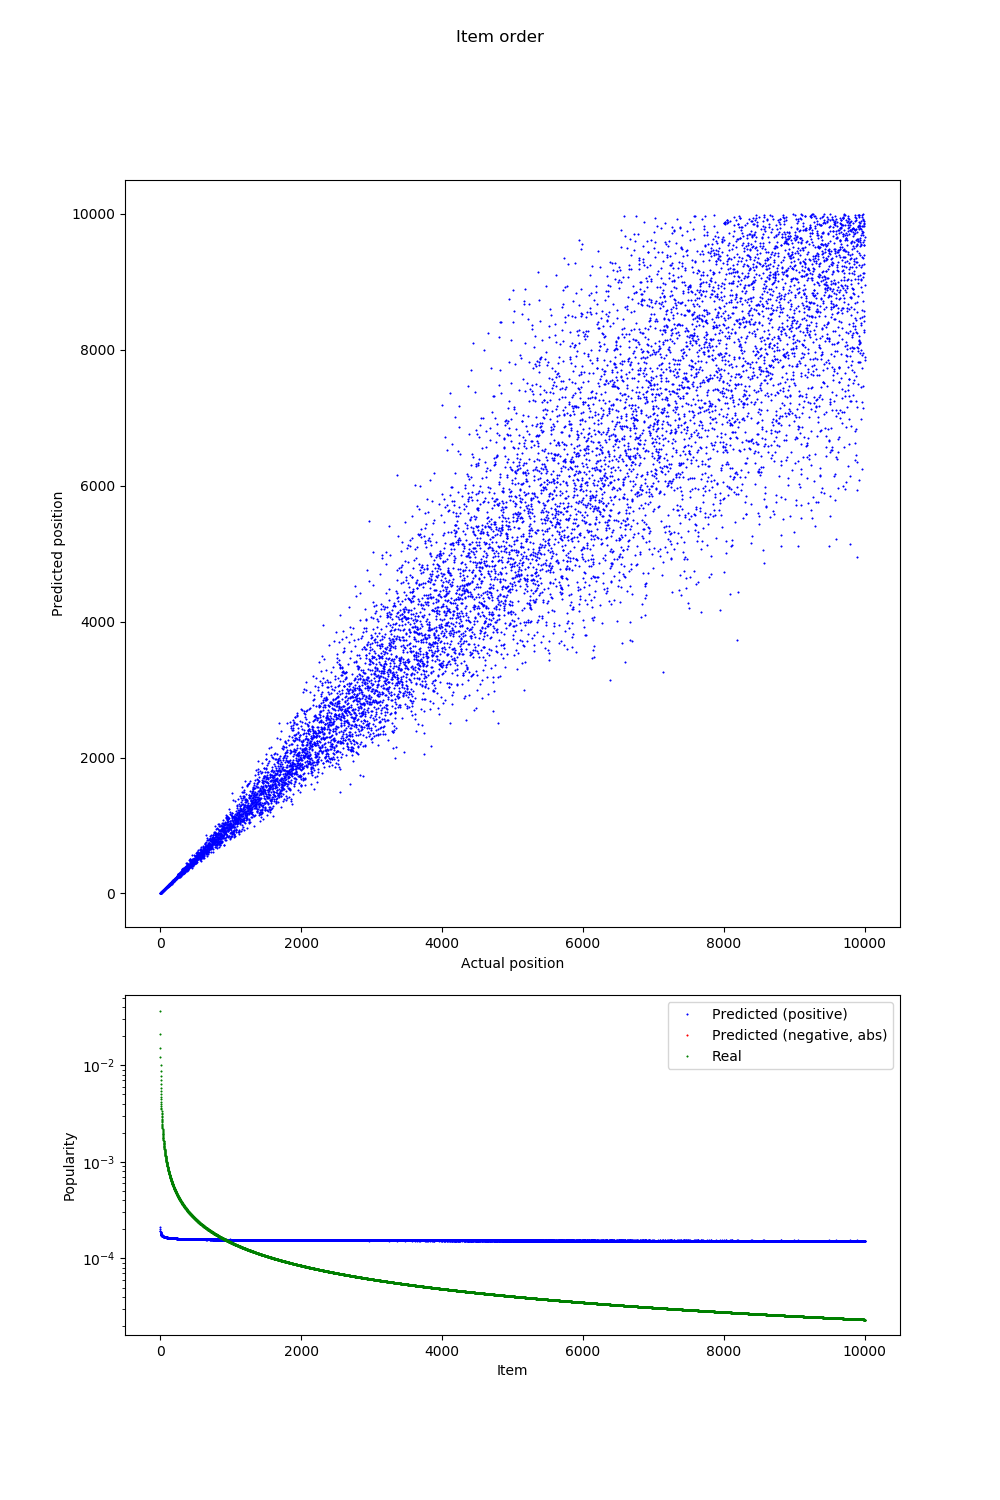 Item order
10000
8000
6000
4000
2000
0
Predicted position
0 2000 4000 6000 8000 10000
Actual position
Predicted (positive)
Predicted (negative, abs)
Real
10⁻²
10⁻³
10⁻⁴
Popularity
0 2000 4000 6000 8000 10000
Item